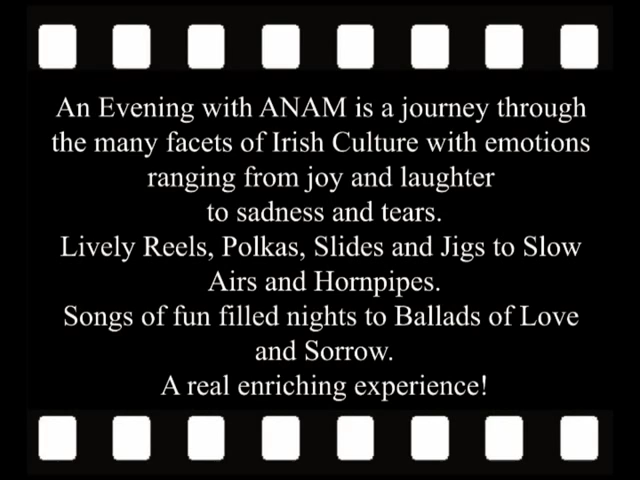 An Evening with ANAM is a journey through
the many facets of Irish Culture with emotions
ranging from joy and laughter
to sadness and tears.
Lively Reels, Polkas, Slides and Jigs to Slow
Airs and Hornpipes.
Songs of fun filled nights to Ballads of Love
and Sorrow.
A real enriching experience!